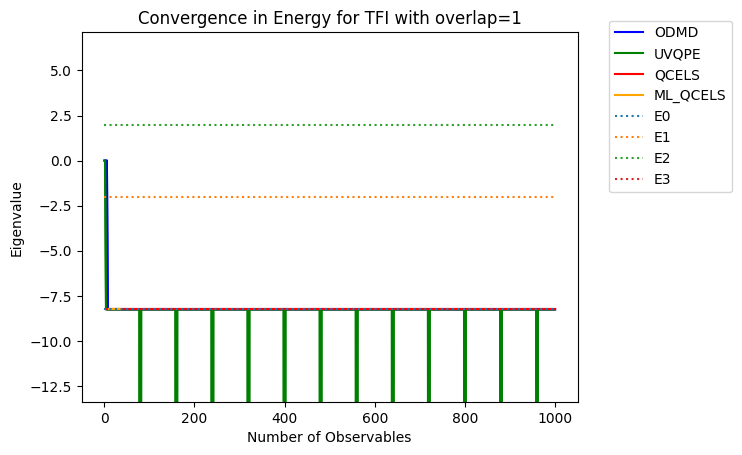 Convergence in Energy for TFI with overlap=1
ODMD
UVQPE
QCELS
ML_QCELS
E0
E1
E2
E3
Eigenvalue
5.0
2.5
0.0
−2.5
−5.0
−7.5
−10.0
−12.5
0
200
400
600
800
1000
Number of Observables